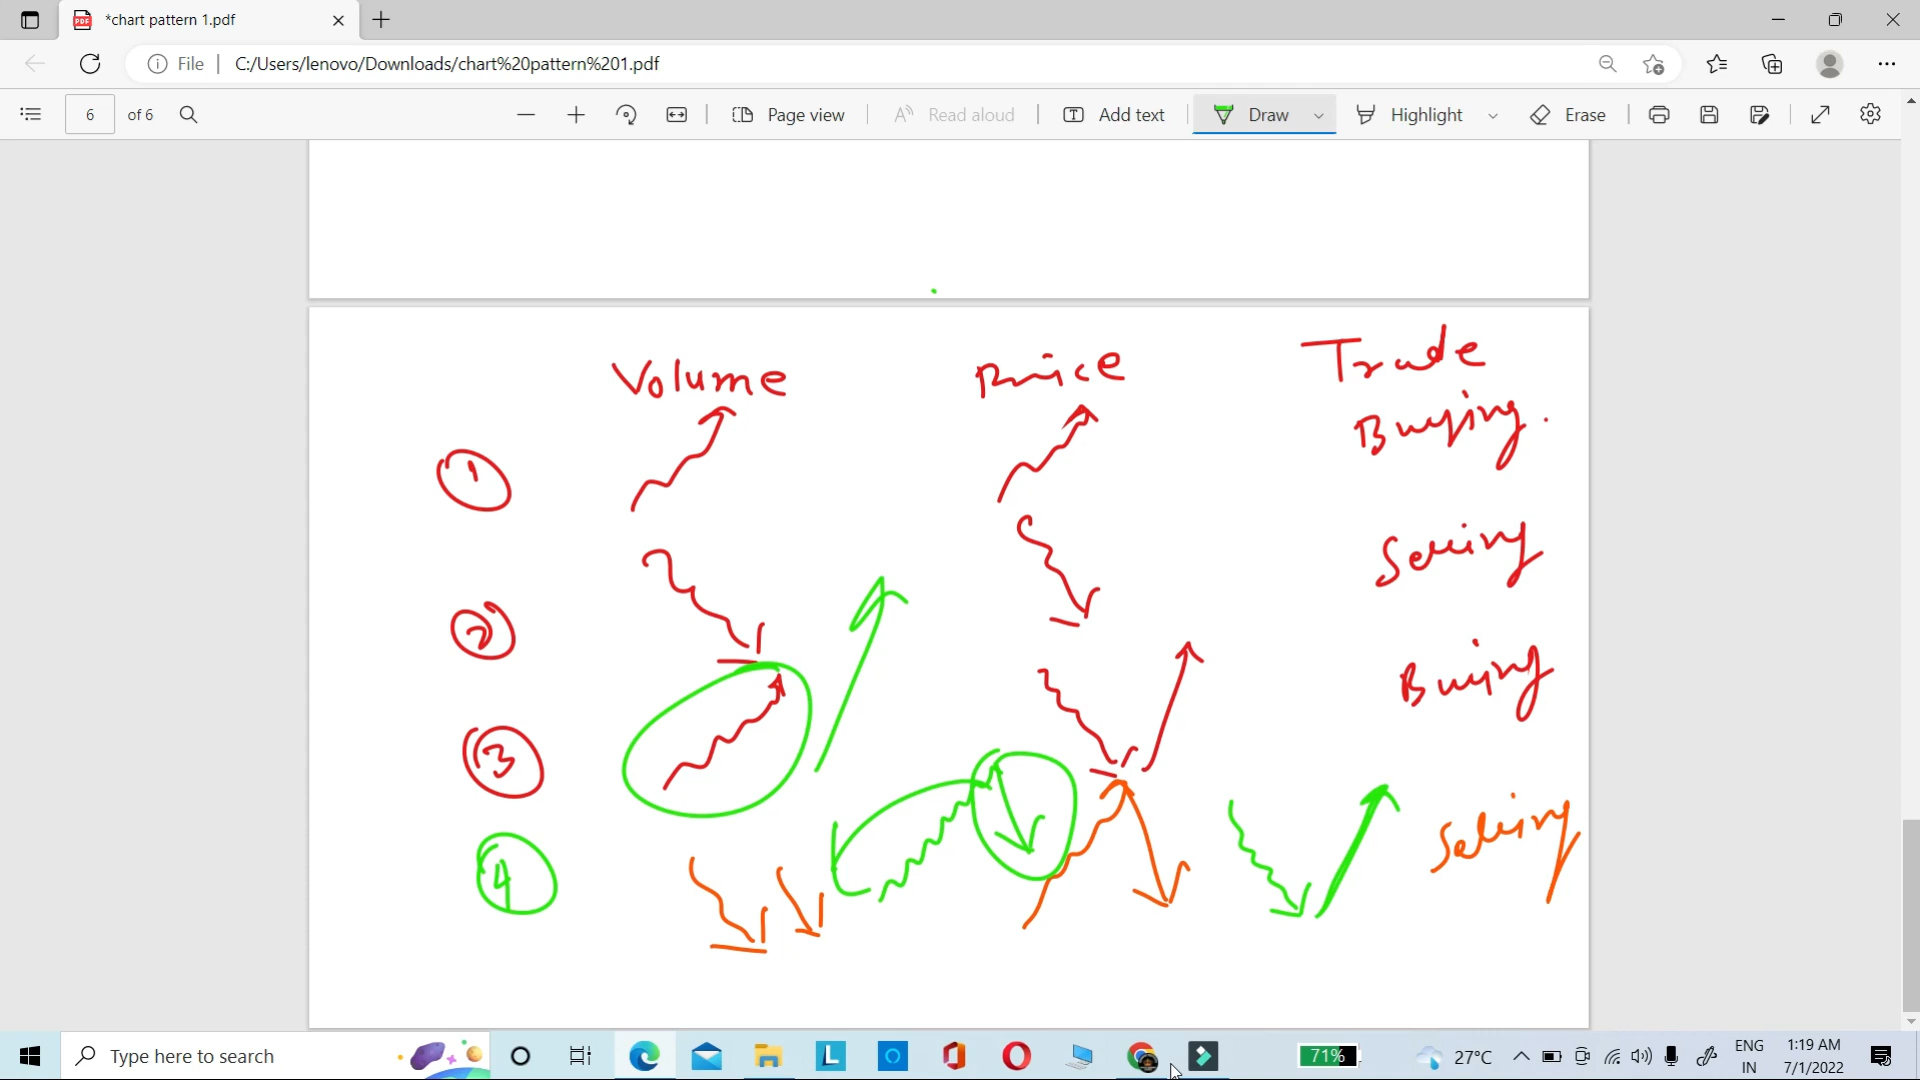 *chart pattern 1.pdf
File
C:/Users/lenovo/Downloads/chart%20pattern%201.pdf
6 of 6
Page view
Read aloud
Add text
Draw
Highlight
Erase
Volume Price Trade
1 Buying.
2 Selling
3 Buying
4 Selling
Type here to search
71%
27°C
ENG
IN
1:19 AM
7/1/2022